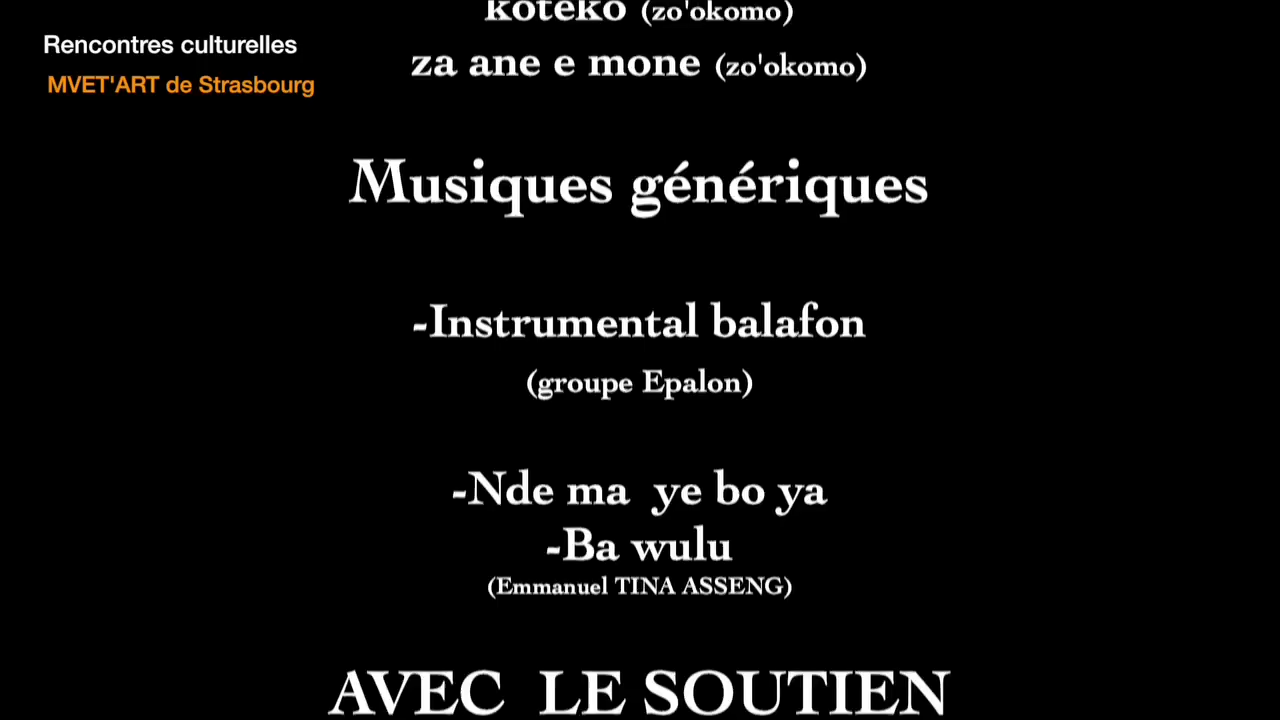 koteko (zo'okomo)
Rencontres culturelles
za ane e mone (zo'okomo)
MVET'ART de Strasbourg
Musiques génériques
-Instrumental balafon
(groupe Epalon)
-Nde ma ye bo ya
-Ba wulu
(Emmanuel TINA ASSENG)
AVEC LE SOUTIEN